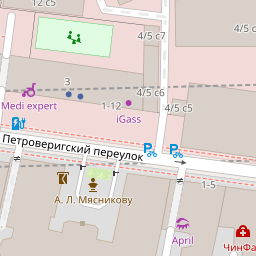 12 с5
4/5 с7
3
4/5 с6
Medi expert
1-12
4/5 с5
iGass
Петроверигский переулок
1-5
А. Л. Мясникову
April
ЧинФа